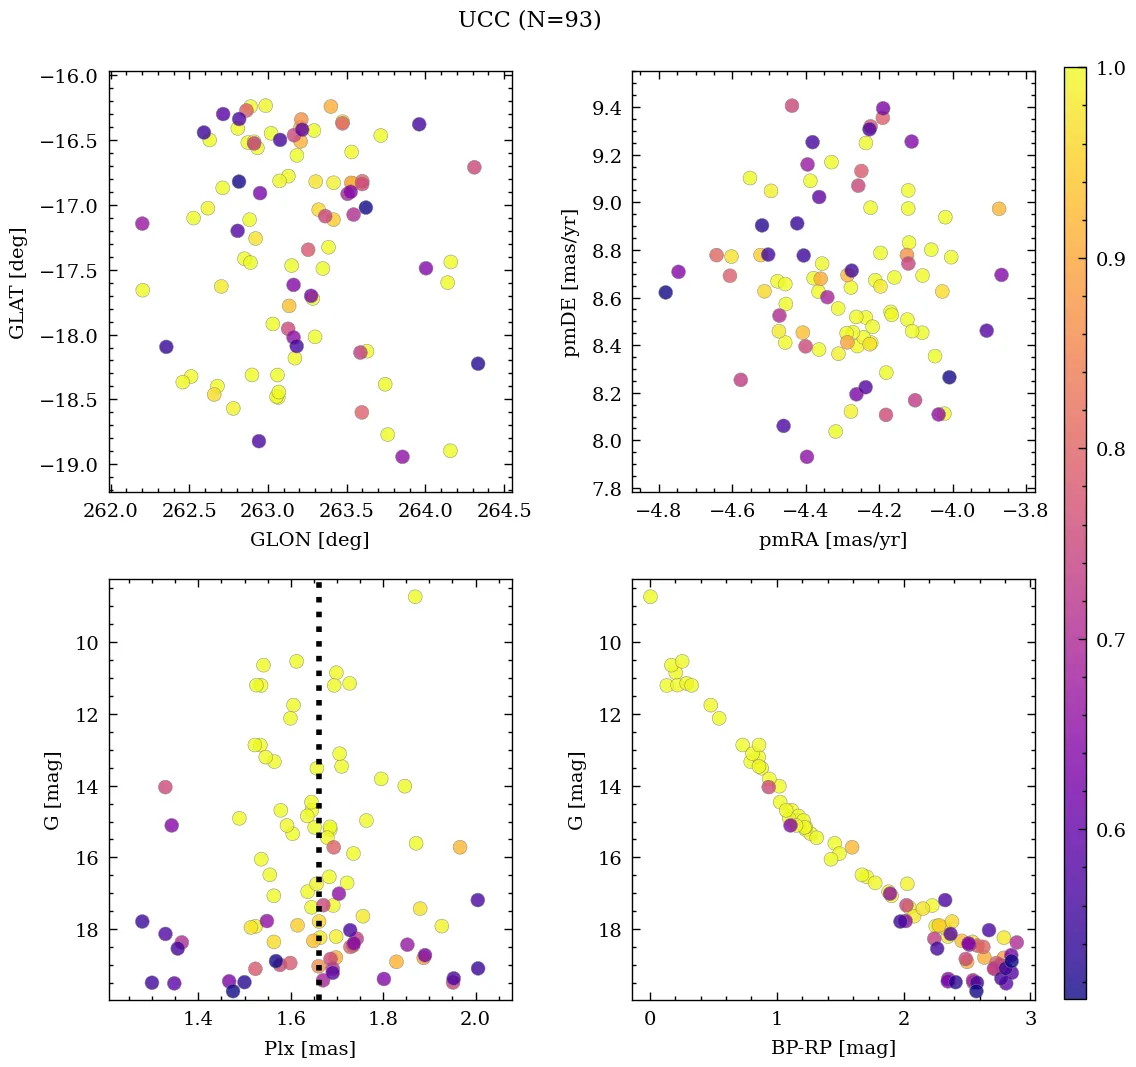 UCC (N=93)
−16.0
−16.5
−17.0
−17.5
−18.0
−18.5
−19.0
GLAT [deg]
262.0 262.5 263.0 263.5 264.0 264.5
GLON [deg]
9.4
9.2
9.0
8.8
8.6
8.4
8.2
8.0
7.8
pmDE [mas/yr]
−4.8 −4.6 −4.4 −4.2 −4.0 −3.8
pmRA [mas/yr]
1.0
0.9
0.8
0.7
0.6
10
12
14
16
18
G [mag]
1.4 1.6 1.8 2.0
Plx [mas]
10
12
14
16
18
G [mag]
0 1 2 3
BP-RP [mag]